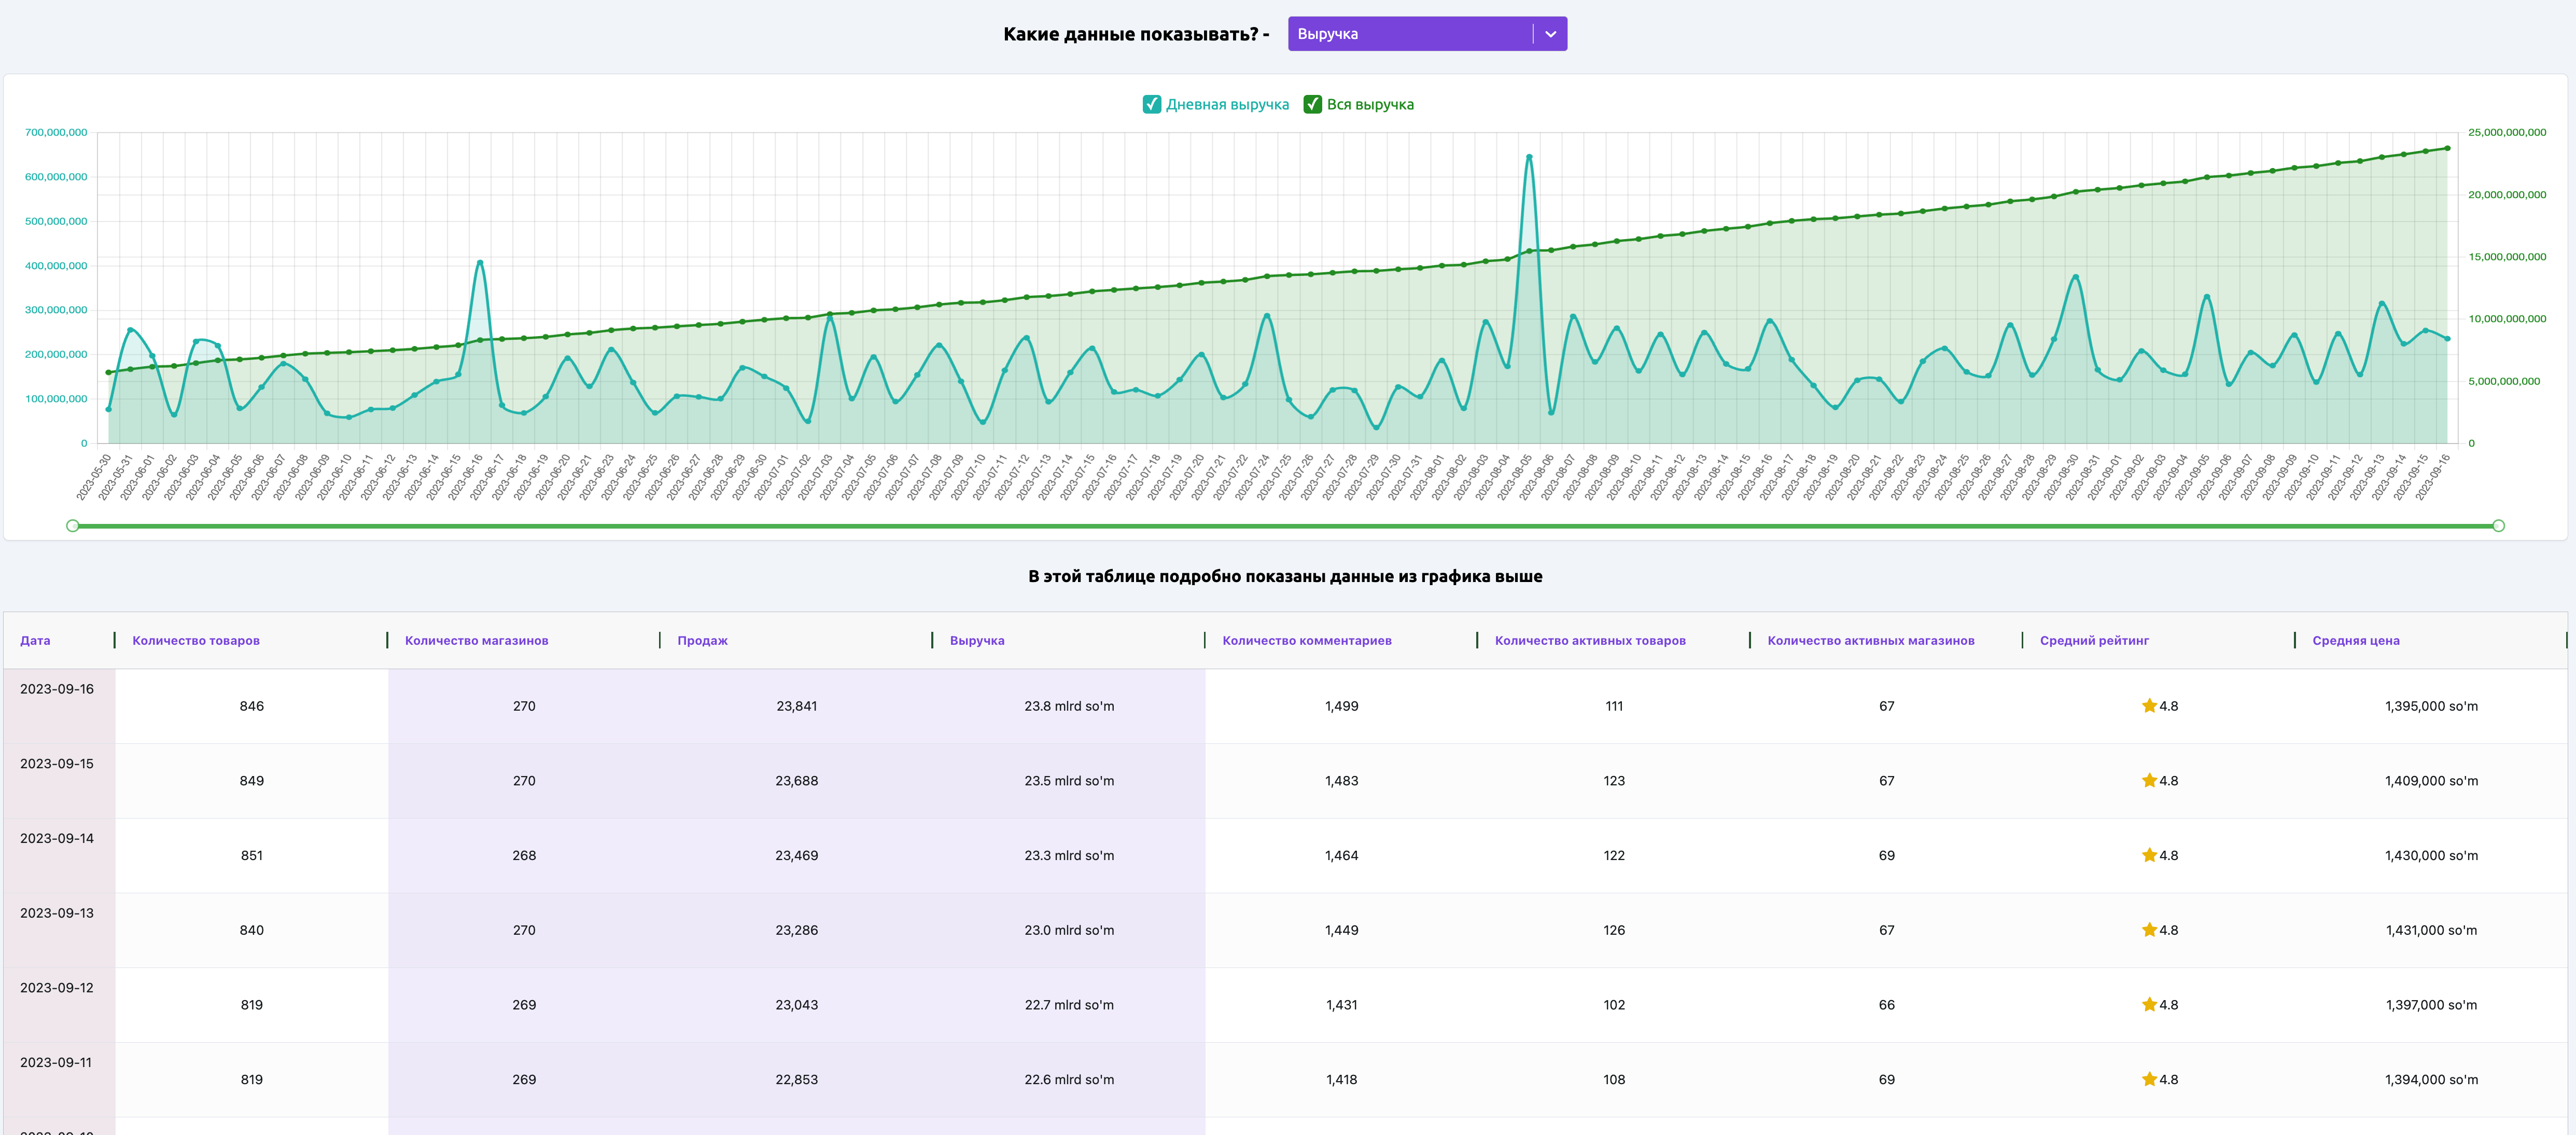 Какие данные показывать? - Выручка
Дневная выручка Вся выручка
700,000,000 25,000,000,000
600,000,000
500,000,000 20,000,000,000
400,000,000 15,000,000,000
300,000,000 10,000,000,000
200,000,000
100,000,000 5,000,000,000
0 0
2023-05-30 2023-05-31 2023-06-01 2023-06-02 2023-06-03 2023-06-04 2023-06-05 2023-06-06 2023-06-07 2023-06-08 2023-06-09 2023-06-10 2023-06-11 2023-06-12 2023-06-13 2023-06-14 2023-06-15 2023-06-16 2023-06-17 2023-06-18 2023-06-19 2023-06-20 2023-06-21 2023-06-23 2023-06-24 2023-06-25 2023-06-26 2023-06-27 2023-06-28 2023-06-29 2023-06-30 2023-07-01 2023-07-02 2023-07-03 2023-07-04 2023-07-05 2023-07-06 2023-07-07 2023-07-08 2023-07-09 2023-07-10 2023-07-11 2023-07-12 2023-07-13 2023-07-14 2023-07-15 2023-07-16 2023-07-17 2023-07-18 2023-07-19 2023-07-20 2023-07-21 2023-07-22 2023-07-24 2023-07-25 2023-07-26 2023-07-27 2023-07-28 2023-07-29 2023-07-30 2023-07-31 2023-08-01 2023-08-02 2023-08-03 2023-08-04 2023-08-05 2023-08-06 2023-08-07 2023-08-08 2023-08-09 2023-08-10 2023-08-11 2023-08-12 2023-08-13 2023-08-14 2023-08-15 2023-08-16 2023-08-17 2023-08-18 2023-08-19 2023-08-20 2023-08-21 2023-08-22 2023-08-23 2023-08-24 2023-08-25 2023-08-26 2023-08-27 2023-08-28 2023-08-29 2023-08-30 2023-08-31 2023-09-01 2023-09-02 2023-09-03 2023-09-04 2023-09-05 2023-09-06 2023-09-07 2023-09-08 2023-09-09 2023-09-10 2023-09-11 2023-09-12 2023-09-13 2023-09-14 2023-09-15 2023-09-16
В этой таблице подробно показаны данные из графика выше
Дата Количество товаров Количество магазинов Продаж Выручка Количество комментариев Количество активных товаров Количество активных магазинов Средний рейтинг Средняя цена
2023-09-16 846 270 23,841 23.8 mlrd so'm 1,499 111 67 4.8 1,395,000 so'm
2023-09-15 849 270 23,688 23.5 mlrd so'm 1,483 123 67 4.8 1,409,000 so'm
2023-09-14 851 268 23,469 23.3 mlrd so'm 1,464 122 69 4.8 1,430,000 so'm
2023-09-13 840 270 23,286 23.0 mlrd so'm 1,449 126 67 4.8 1,431,000 so'm
2023-09-12 819 269 23,043 22.7 mlrd so'm 1,431 102 66 4.8 1,397,000 so'm
2023-09-11 819 269 22,853 22.6 mlrd so'm 1,418 108 69 4.8 1,394,000 so'm